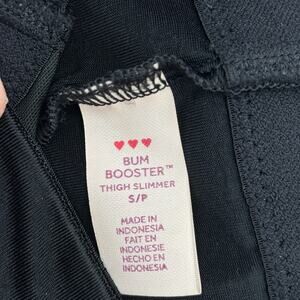 ♥♥♥
BUM
BOOSTER™
THIGH SLIMMER
S/P
MADE IN
INDONESIA
FAIT EN
INDONESIE
HECHO EN
INDONESIA